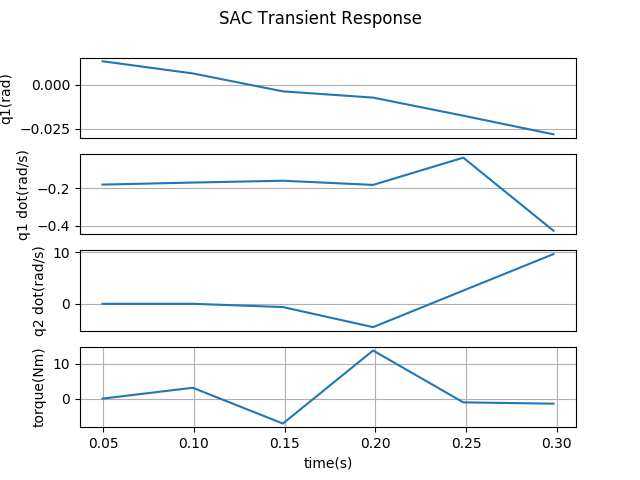 SAC Transient Response
0.000
−0.025
q1(rad)
−0.2
−0.4
q1 dot(rad/s)
10
0
q2 dot(rad/s)
10
0
torque(Nm)
0.05 0.10 0.15 0.20 0.25 0.30
time(s)